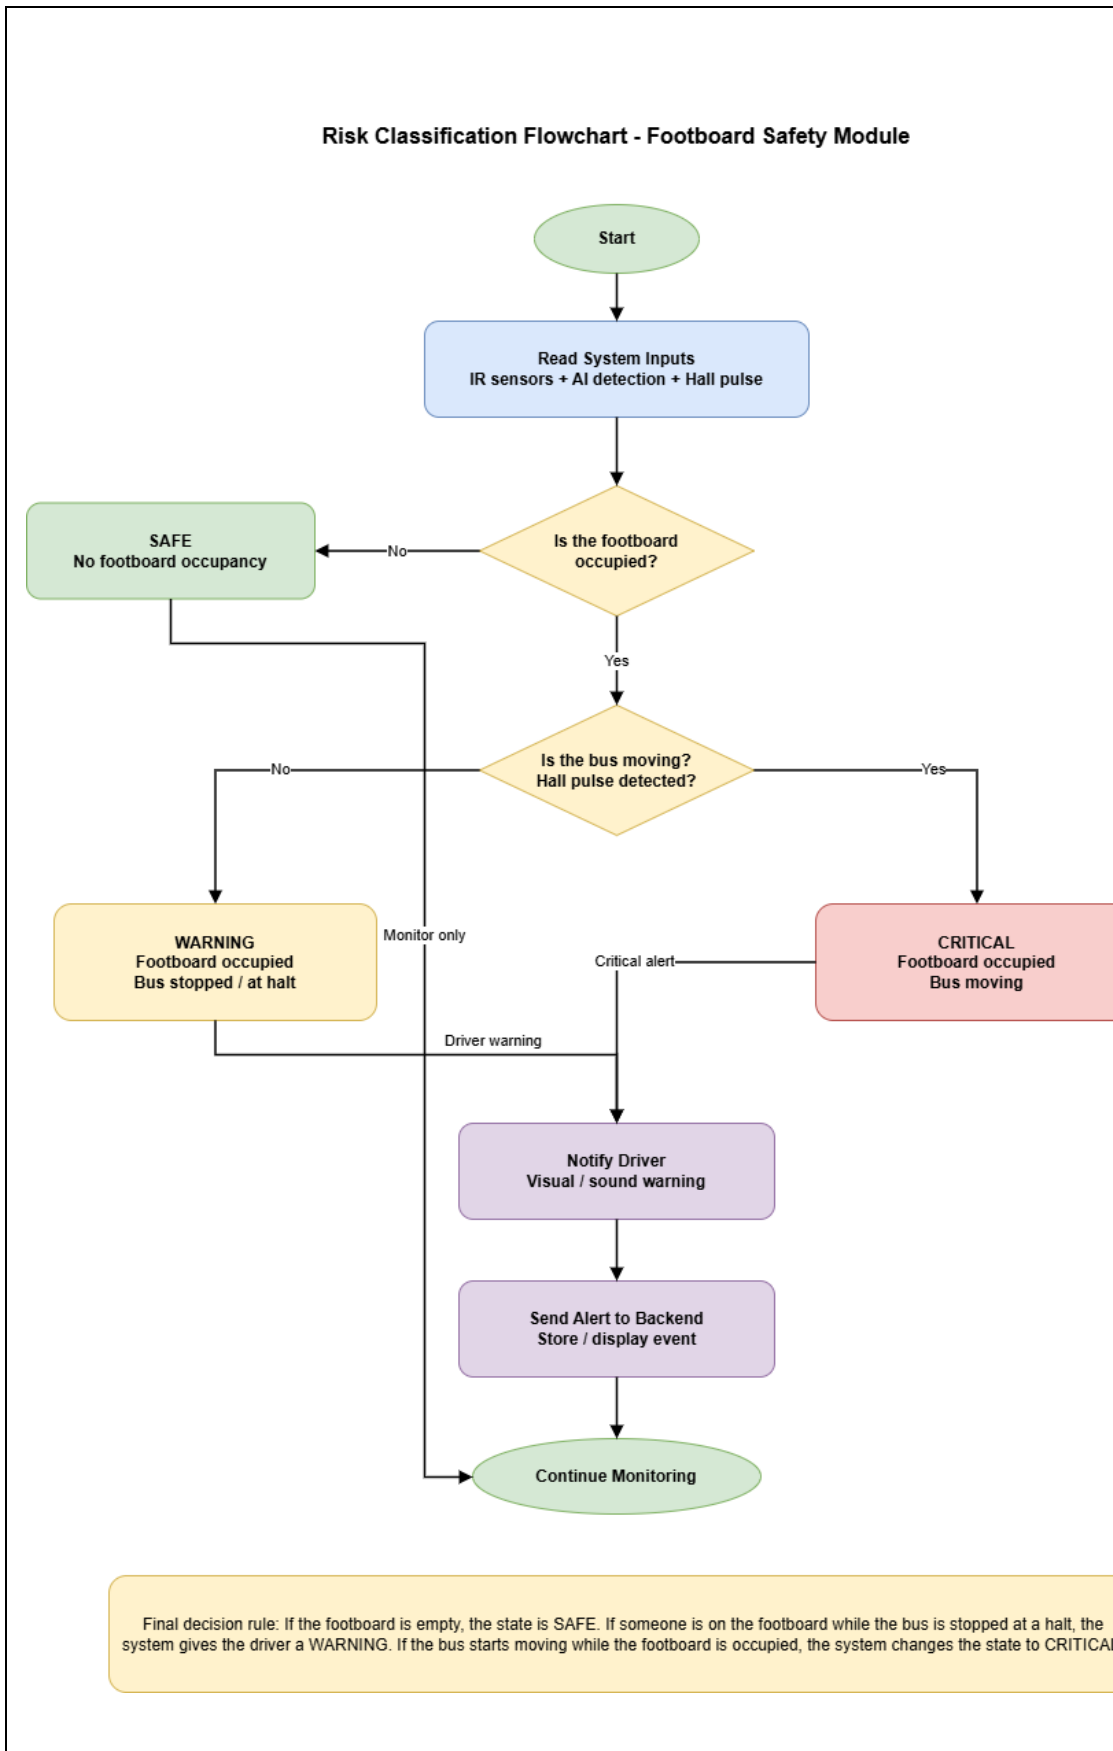 Risk Classification Flowchart - Footboard Safety Module
Start
Read System Inputs
IR sensors + AI detection + Hall pulse
Is the footboard
occupied?
No
SAFE
No footboard occupancy
Yes
Is the bus moving?
Hall pulse detected?
No
Yes
WARNING
Footboard occupied
Bus stopped / at halt
Monitor only
Critical alert
CRITICAL
Footboard occupied
Bus moving
Driver warning
Notify Driver
Visual / sound warning
Send Alert to Backend
Store / display event
Continue Monitoring
Final decision rule: If the footboard is empty, the state is SAFE. If someone is on the footboard while the bus is stopped at a halt, the
system gives the driver a WARNING. If the bus starts moving while the footboard is occupied, the system changes the state to CRITICAL